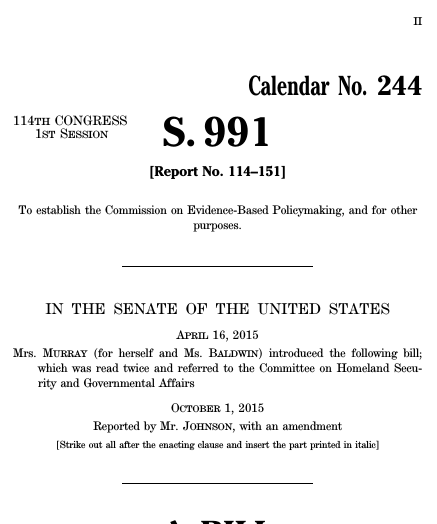 II
Calendar No. 244
114TH CONGRESS
1ST SESSION
S. 991
[Report No. 114–151]
To establish the Commission on Evidence-Based Policymaking, and for other
purposes.
IN THE SENATE OF THE UNITED STATES
APRIL 16, 2015
Mrs. MURRAY (for herself and Ms. BALDWIN) introduced the following bill;
which was read twice and referred to the Committee on Homeland Secu-
rity and Governmental Affairs
OCTOBER 1, 2015
Reported by Mr. JOHNSON, with an amendment
[Strike out all after the enacting clause and insert the part printed in italic]
A BILL